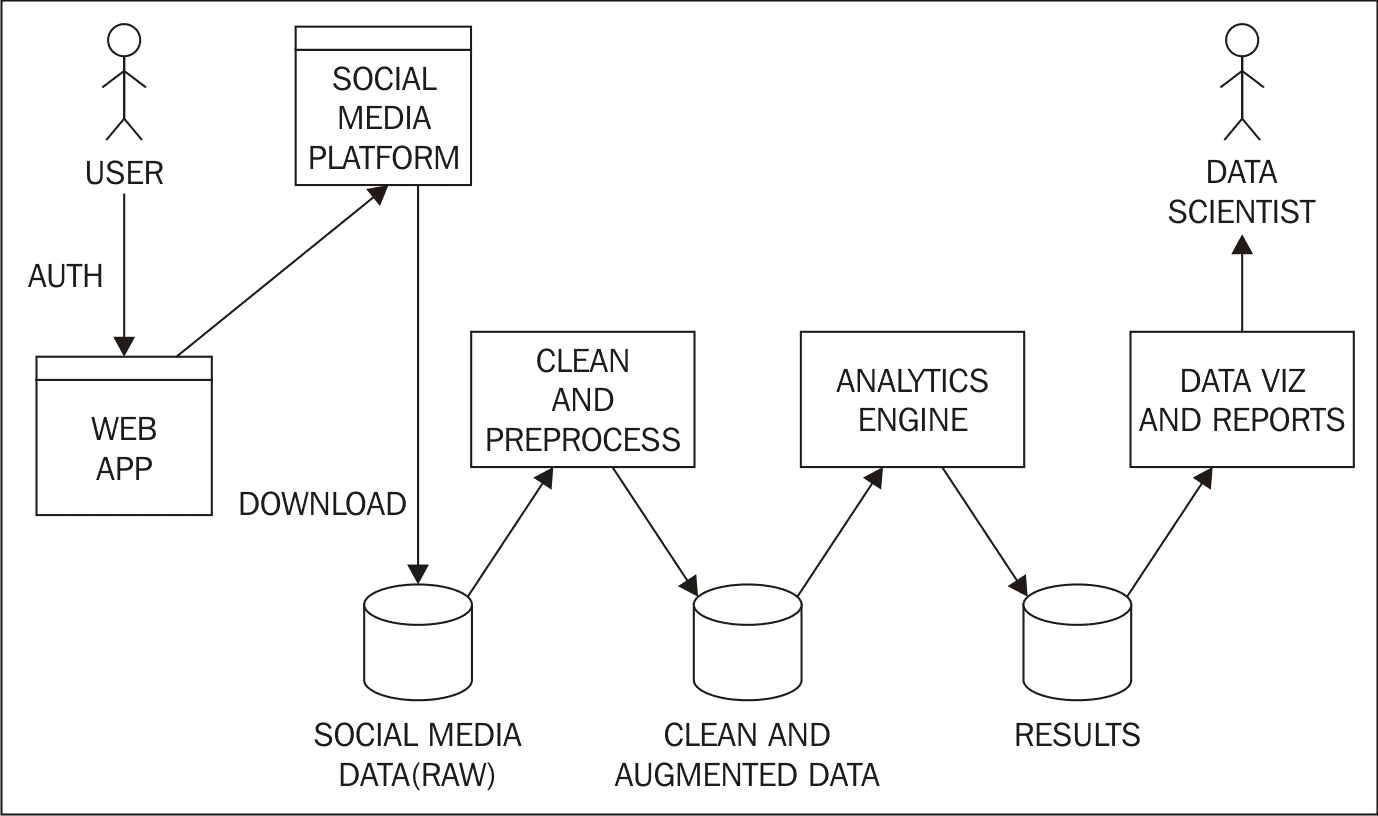 USER
SOCIAL
MEDIA
PLATFORM
DATA
SCIENTIST
AUTH
WEB
APP
DOWNLOAD
CLEAN
AND
PREPROCESS
ANALYTICS
ENGINE
DATA VIZ
AND REPORTS
SOCIAL MEDIA
DATA(RAW)
CLEAN AND
AUGMENTED DATA
RESULTS